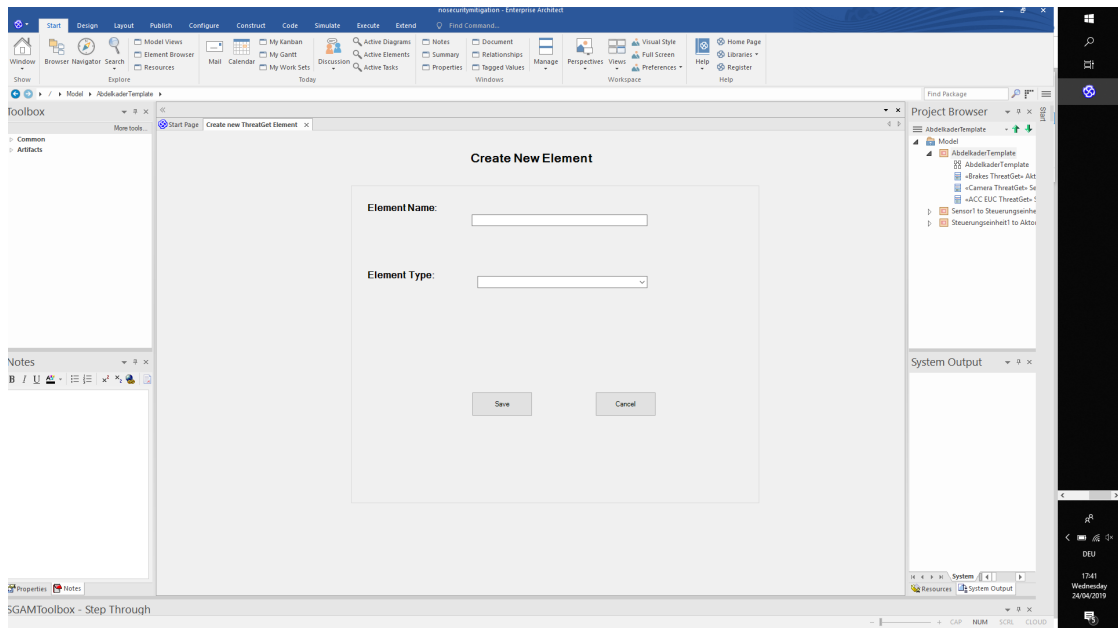 nosecuritymitigation - Enterprise Architect
Start Design Layout Publish Configure Construct Code Simulate Execute Extend Find Command...
Window
Browser Navigator Search
Model Views
Element Browser
Resources
Mail Calendar
My Kanban
My Gantt
My Work Sets
Discussion
Active Diagrams
Active Elements
Active Tasks
Notes
Summary
Properties
Document
Relationships
Tagged Values
Manage
Perspectives Views
Visual Style
Full Screen
Preferences
Help
Home Page
Libraries
Register
Show Explore Today Windows Workspace Help
Model AbdelkaderTemplate
Find Package
Toolbox
More tools...
Common
Artifacts
Start Page Create new ThreatGet Element
Create New Element
Element Name:
Element Type:
Save Cancel
Project Browser
Start
AbdelkaderTemplate
Model
AbdelkaderTemplate
AbdelkaderTemplate
«Brakes ThreatGet» Akt
«Camera ThreatGet» Se
«ACC EUC ThreatGet» S
Sensor1 to Steuerungseinhe
Steuerungseinheit1 to Aktor
Notes
B I U
System Output
System
Resources System Output
Properties Notes
SGAMToolbox - Step Through
CAP NUM SCRL CLOUD
DEU
17:41
Wednesday
24/04/2019